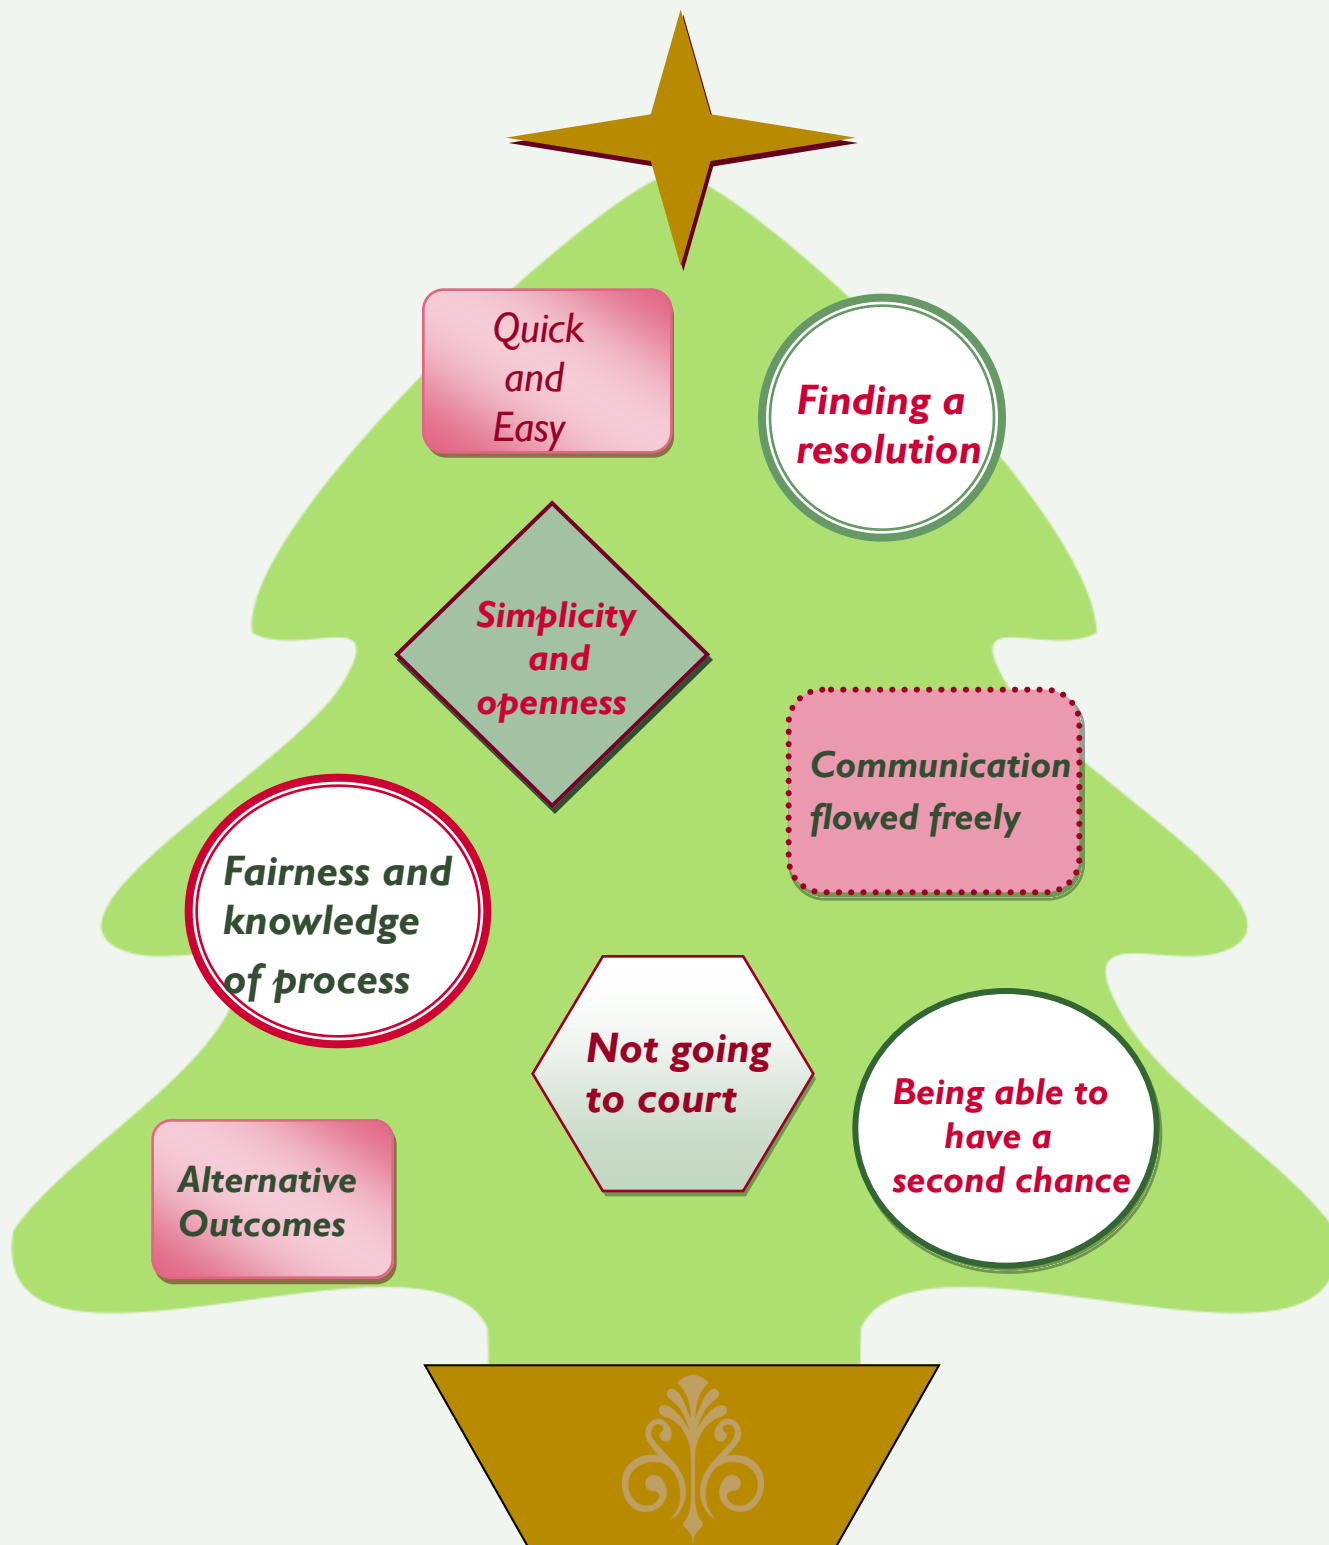 Quick
and
Easy
Finding a
resolution
Simplicity
and
openness
Communication
flowed freely
Fairness and
knowledge
of process
Not going
to court
Being able to
have a
second chance
Alternative
Outcomes